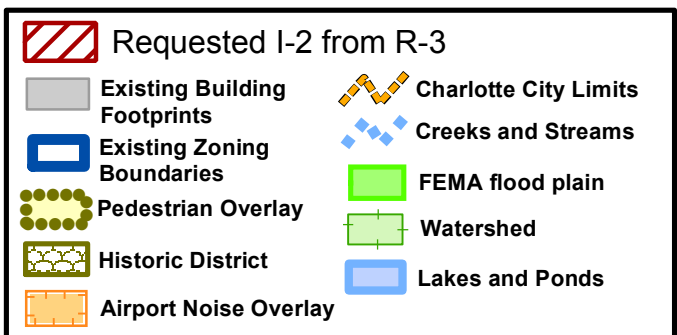 Requested I-2 from R-3
Existing Building
Footprints
Existing Zoning
Boundaries
Pedestrian Overlay
Historic District
Airport Noise Overlay
Charlotte City Limits
Creeks and Streams
FEMA flood plain
Watershed
Lakes and Ponds